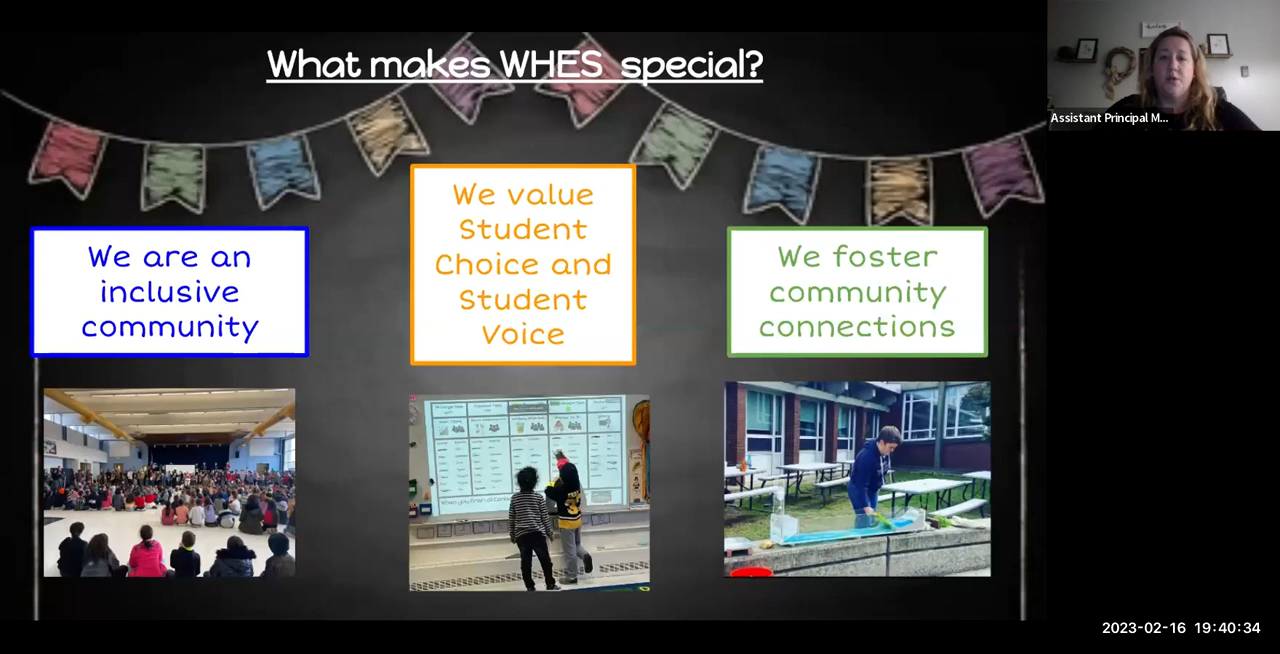 What makes WHES special?
We are an
inclusive
community
We value
Student
Choice and
Student
Voice
We foster
community
connections
Assistant Principal M...
2023-02-16 19:40:34